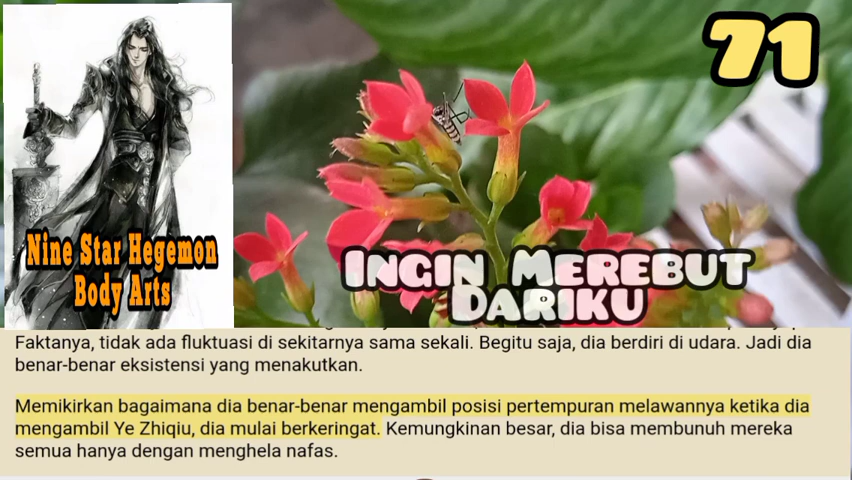 71
Nine Star Hegemon
Body Arts
Ingin Merebut
Dariku
Faktanya, tidak ada fluktuasi di sekitarnya sama sekali. Begitu saja, dia berdiri di udara. Jadi dia
benar-benar eksistensi yang menakutkan.
Memikirkan bagaimana dia benar-benar mengambil posisi pertempuran melawannya ketika dia
mengambil Ye Zhiqiu, dia mulai berkeringat. Kemungkinan besar, dia bisa membunuh mereka
semua hanya dengan menghela nafas.